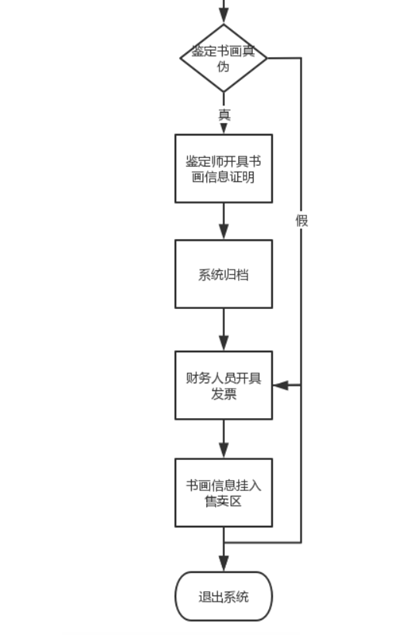 鉴定书画真
伪
真
鉴定师开具书
画信息证明
假
系统归档
财务人员开具
发票
书画信息挂入
售卖区
退出系统